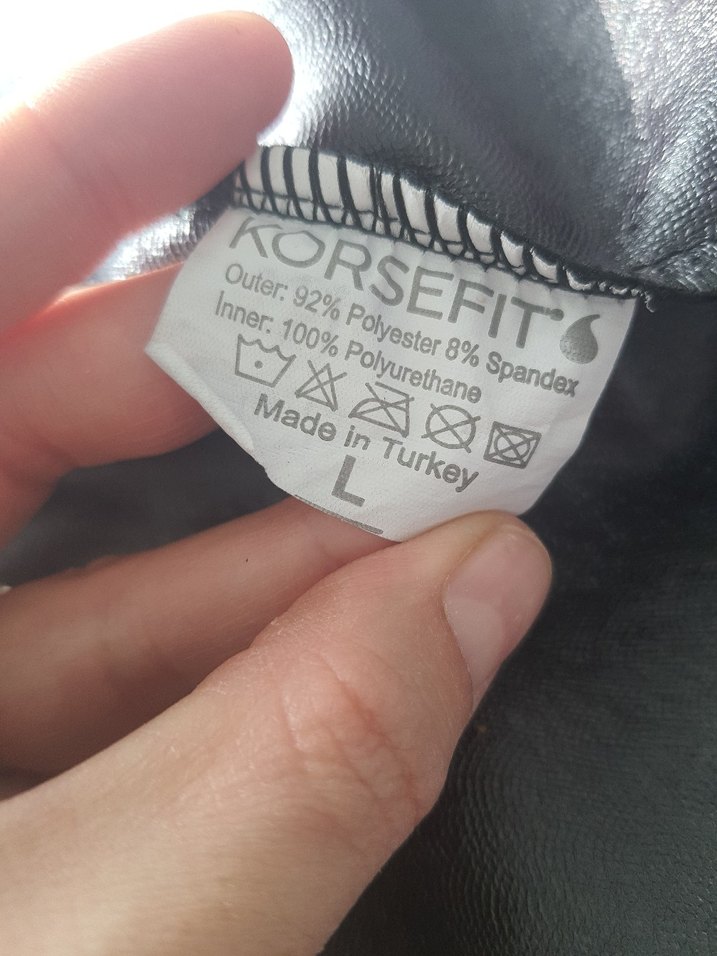 KORSEFIT
Outer: 92% Polyester 8% Spandex
Inner: 100% Polyurethane
Made in Turkey
L